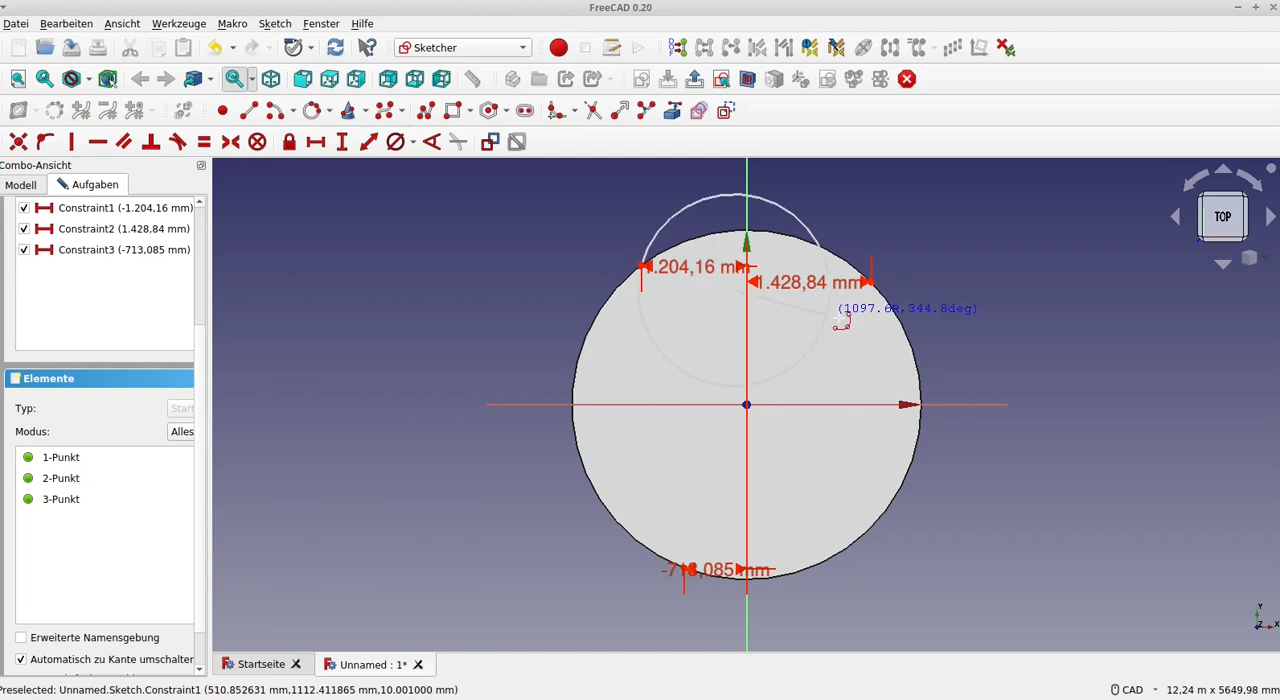 FreeCAD 0.20
Datei Bearbeiten Ansicht Werkzeuge Makro Sketch Fenster Hilfe
Sketcher
Combo-Ansicht
Modell Aufgaben
Constraint1 (-1.204,16 mm)
Constraint2 (1.428,84 mm)
Constraint3 (-713,085 mm)
Elemente
Typ: Start
Modus: Alles
1-Punkt
2-Punkt
3-Punkt
Erweiterte Namensgebung
Automatisch zu Kante umschalten
.204,16 mm
1.428,84 mm
344.8deg)
,085 mm
TOP
Y
Z X
Startseite Unnamed : 1*
Preselected: Unnamed.Sketch.Constraint1 (510.852631 mm,1112.411865 mm,10.001000 mm)
CAD 12,24 m x 5649,98 mm